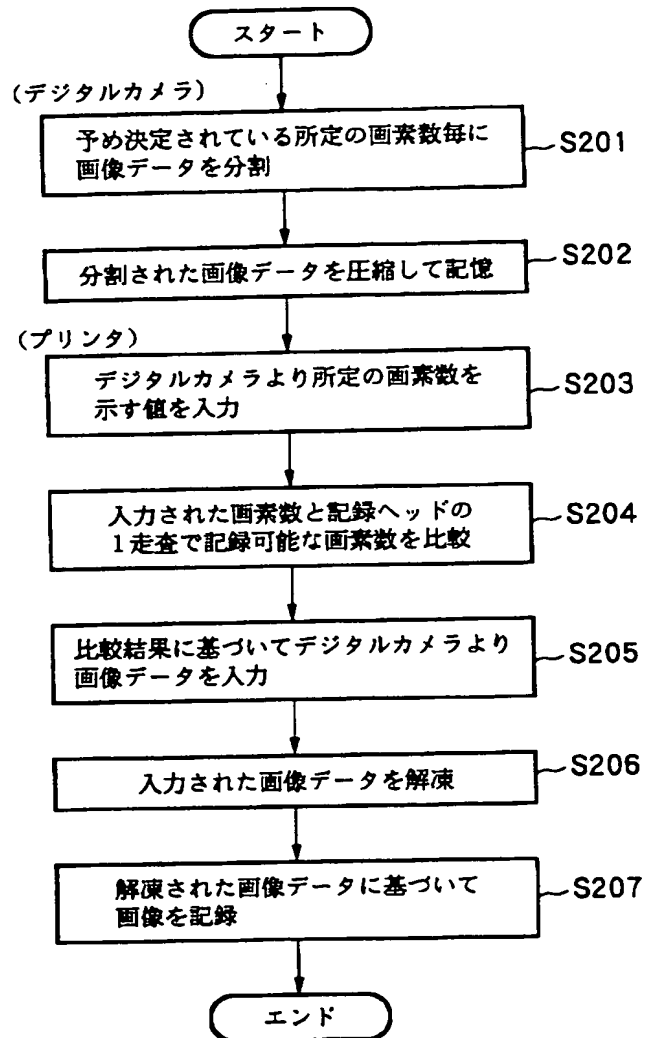 スタート
(デジタルカメラ)
予め決定されている所定の画素数毎に
画像データを分割
S201
分割された画像データを圧縮して記憶
S202
(プリンタ)
デジタルカメラより所定の画素数を
示す値を入力
S203
入力された画素数と記録ヘッドの
1走査で記録可能な画素数を比較
S204
比較結果に基づいてデジタルカメラより
画像データを入力
S205
入力された画像データを解凍
S206
解凍された画像データに基づいて
画像を記録
S207
エンド